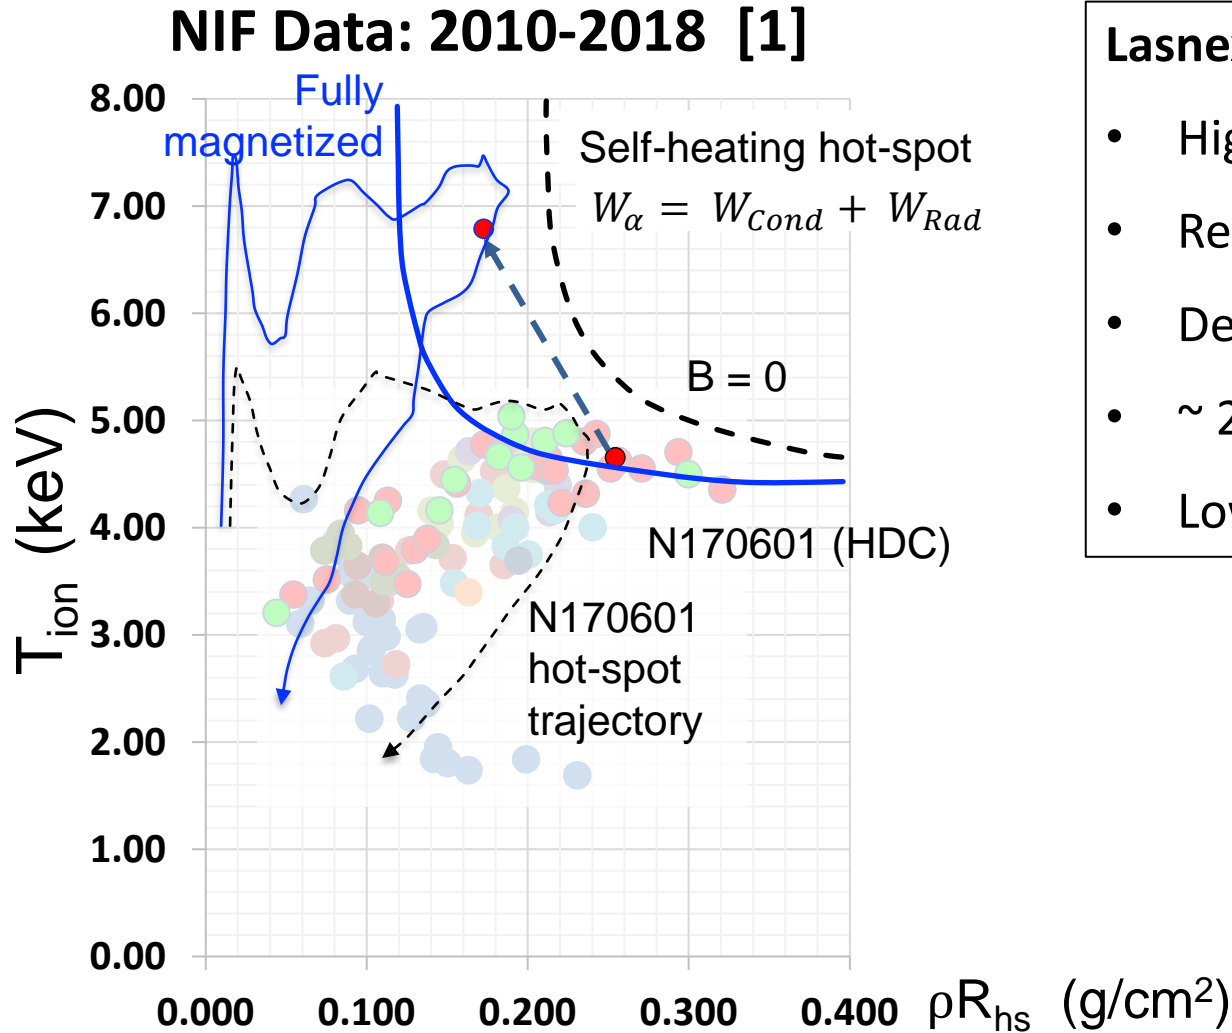 NIF Data: 2010-2018 [1]
Fully
magnetized
Self-heating hot-spot
W_α = W_Cond + W_Rad
B = 0
N170601 (HDC)
N170601
hot-spot
trajectory
T_ion (keV)
8.00
7.00
6.00
5.00
4.00
3.00
2.00
1.00
0.00
0.000 0.100 0.200 0.300 0.400
ρR_hs (g/cm²)
Lasne
• Hig
• Re
• De
• ~ 2
• Lov